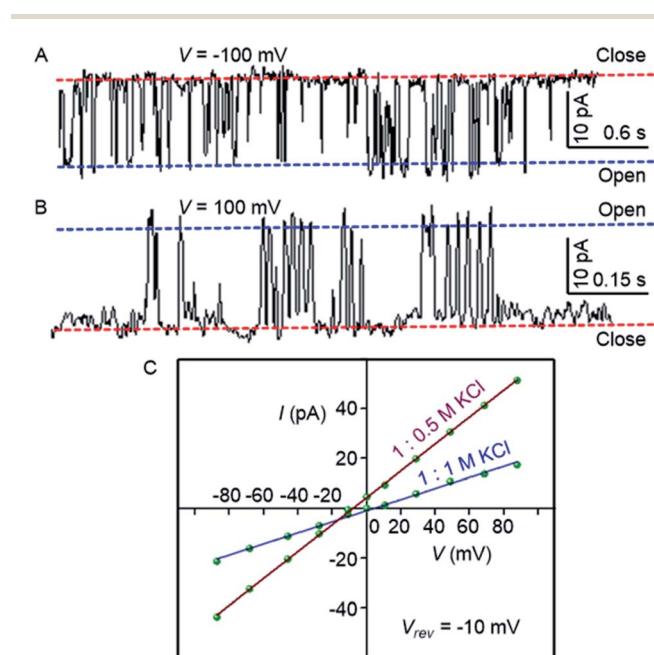 A
V = -100 mV
Close
10 pA
0.6 s
Open
B
V = 100 mV
Open
10 pA
0.15 s
Close
C
I (pA)
1 : 0.5 M KCl
1 : 1 M KCl
40
20
-80 -60 -40 -20
0 20 40 60 80
V (mV)
-20
-40
Vrev = -10 mV